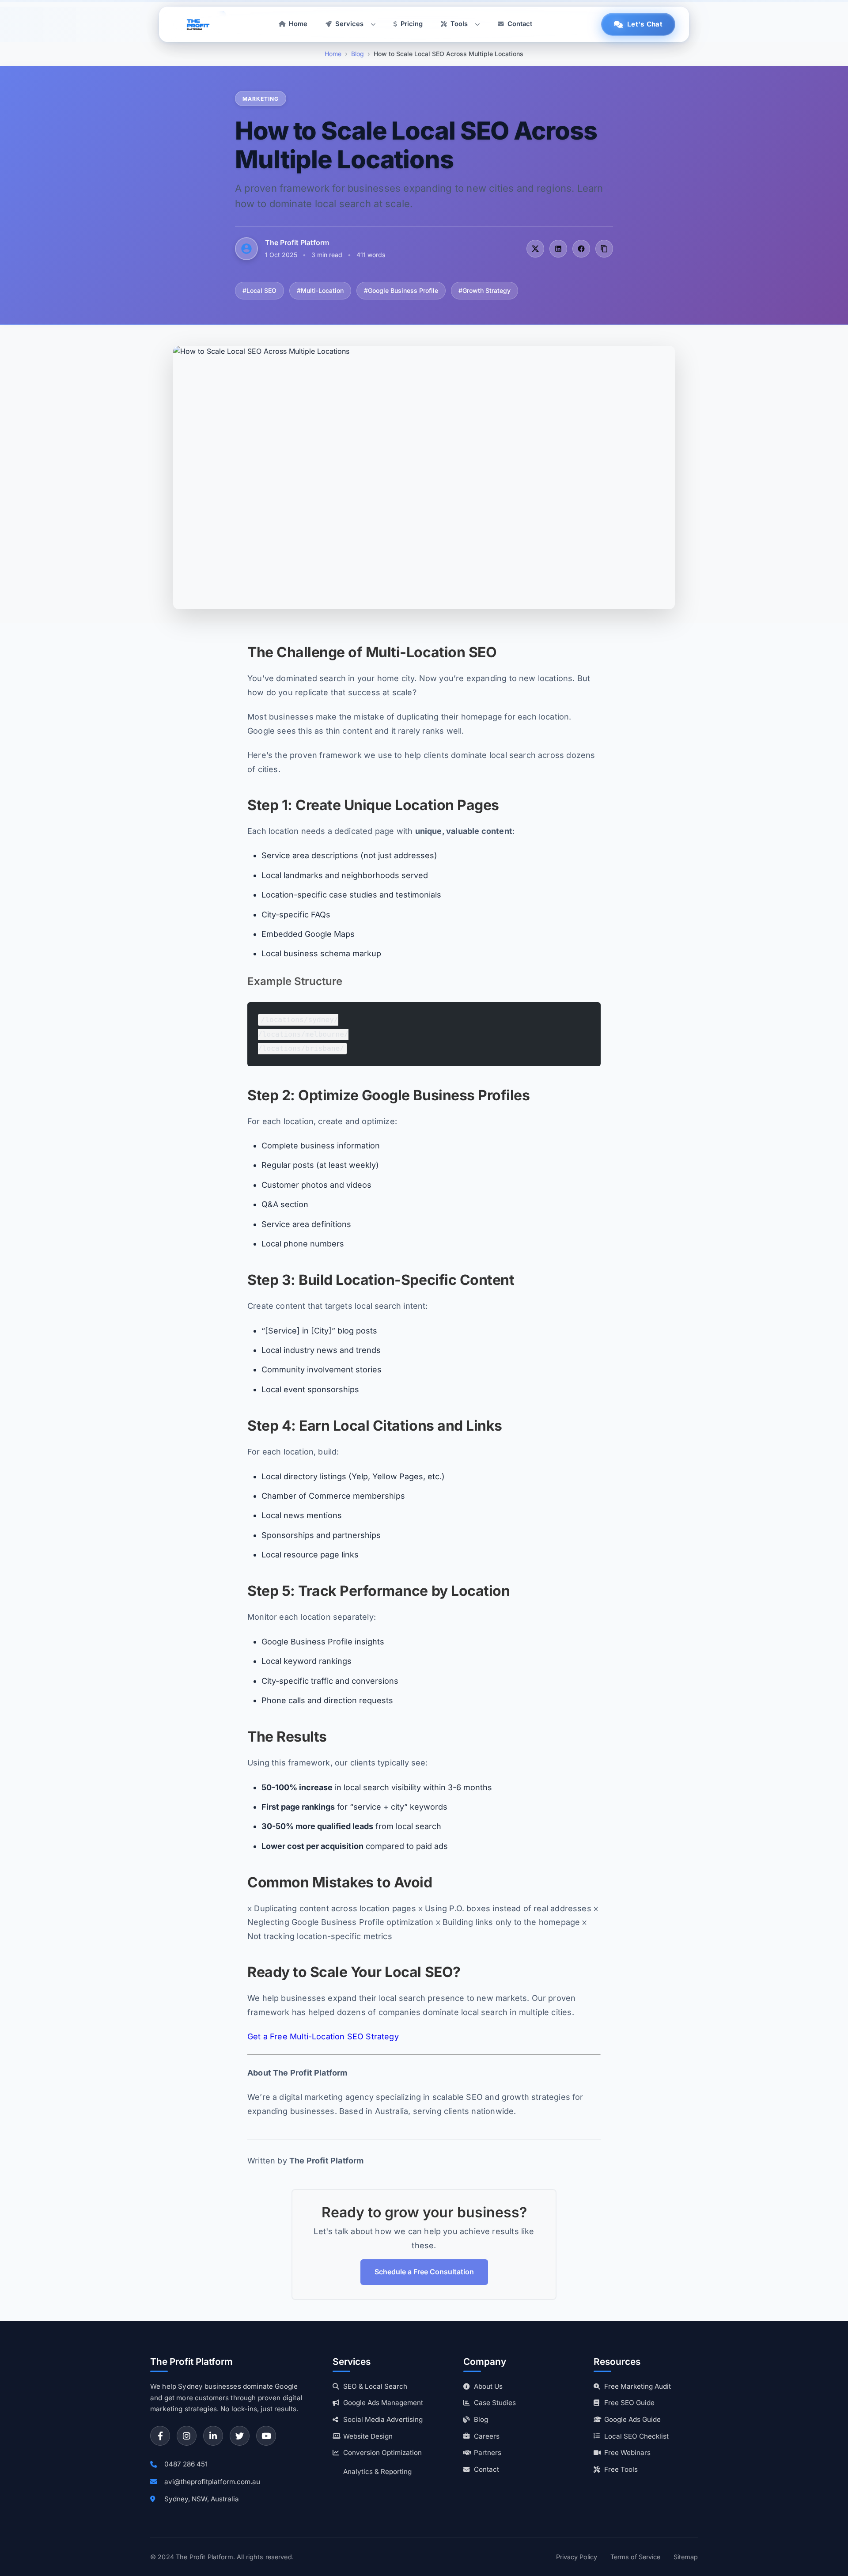 THE
PROFIT
PLATFORM
Home
Services
Pricing
Tools
Contact
Let's Chat
Home › Blog › How to Scale Local SEO Across Multiple Locations
MARKETING
How to Scale Local SEO Across
Multiple Locations
A proven framework for businesses expanding to new cities and regions. Learn
how to dominate local search at scale.
The Profit Platform
1 Oct 2025 • 3 min read • 411 words
#Local SEO
#Multi-Location
#Google Business Profile
#Growth Strategy
How to Scale Local SEO Across Multiple Locations
The Challenge of Multi-Location SEO
You've dominated search in your home city. Now you're expanding to new locations. But
how do you replicate that success at scale?
Most businesses make the mistake of duplicating their homepage for each location.
Google sees this as thin content and it rarely ranks well.
Here's the proven framework we use to help clients dominate local search across dozens
of cities.
Step 1: Create Unique Location Pages
Each location needs a dedicated page with unique, valuable content:
• Service area descriptions (not just addresses)
• Local landmarks and neighborhoods served
• Location-specific case studies and testimonials
• City-specific FAQs
• Embedded Google Maps
• Local business schema markup
Example Structure
Step 2: Optimize Google Business Profiles
For each location, create and optimize:
• Complete business information
• Regular posts (at least weekly)
• Customer photos and videos
• Q&A section
• Service area definitions
• Local phone numbers
Step 3: Build Location-Specific Content
Create content that targets local search intent:
• "[Service] in [City]" blog posts
• Local industry news and trends
• Community involvement stories
• Local event sponsorships
Step 4: Earn Local Citations and Links
For each location, build:
• Local directory listings (Yelp, Yellow Pages, etc.)
• Chamber of Commerce memberships
• Local news mentions
• Sponsorships and partnerships
• Local resource page links
Step 5: Track Performance by Location
Monitor each location separately:
• Google Business Profile insights
• Local keyword rankings
• City-specific traffic and conversions
• Phone calls and direction requests
The Results
Using this framework, our clients typically see:
• 50-100% increase in local search visibility within 3-6 months
• First page rankings for "service + city" keywords
• 30-50% more qualified leads from local search
• Lower cost per acquisition compared to paid ads
Common Mistakes to Avoid
× Duplicating content across location pages × Using P.O. boxes instead of real addresses ×
Neglecting Google Business Profile optimization × Building links only to the homepage ×
Not tracking location-specific metrics
Ready to Scale Your Local SEO?
We help businesses expand their local search presence to new markets. Our proven
framework has helped dozens of companies dominate local search in multiple cities.
Get a Free Multi-Location SEO Strategy
About The Profit Platform
We're a digital marketing agency specializing in scalable SEO and growth strategies for
expanding businesses. Based in Australia, serving clients nationwide.
Written by The Profit Platform
Ready to grow your business?
Let's talk about how we can help you achieve results like
these.
Schedule a Free Consultation
The Profit Platform
We help Sydney businesses dominate Google
and get more customers through proven digital
marketing strategies. No lock-ins, just results.
0487 286 451
avi@theprofitplatform.com.au
Sydney, NSW, Australia
Services
SEO & Local Search
Google Ads Management
Social Media Advertising
Website Design
Conversion Optimization
Analytics & Reporting
Company
About Us
Case Studies
Blog
Careers
Partners
Contact
Resources
Free Marketing Audit
Free SEO Guide
Google Ads Guide
Local SEO Checklist
Free Webinars
Free Tools
© 2024 The Profit Platform. All rights reserved.
Privacy Policy
Terms of Service
Sitemap